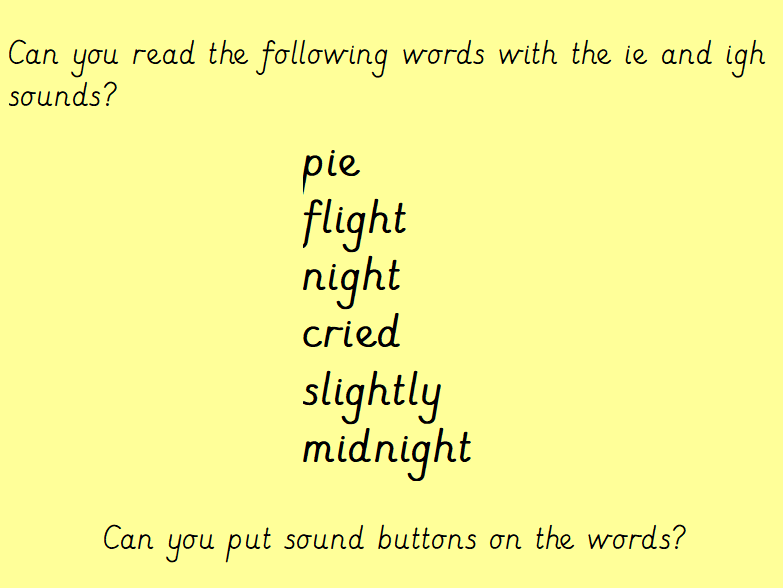 Can you read the following words with the ie and igh
sounds?
pie
flight
night
cried
slightly
midnight
Can you put sound buttons on the words?